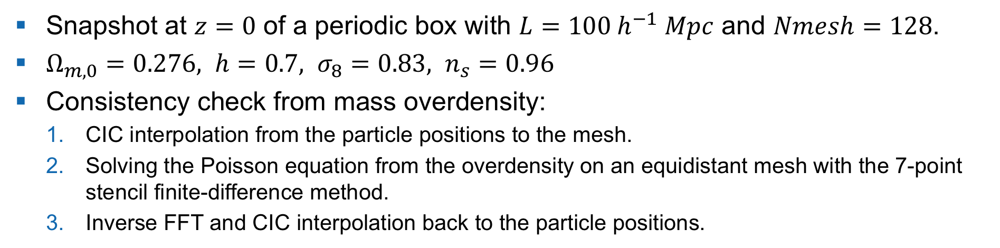 ▪ Snapshot at z = 0 of a periodic box with L = 100 h⁻¹ Mpc and Nmesh = 128.
▪ Ωₘ,₀ = 0.276, h = 0.7, σ₈ = 0.83, nₛ = 0.96
▪ Consistency check from mass overdensity:
1. CIC interpolation from the particle positions to the mesh.
2. Solving the Poisson equation from the overdensity on an equidistant mesh with the 7-point
stencil finite-difference method.
3. Inverse FFT and CIC interpolation back to the particle positions.